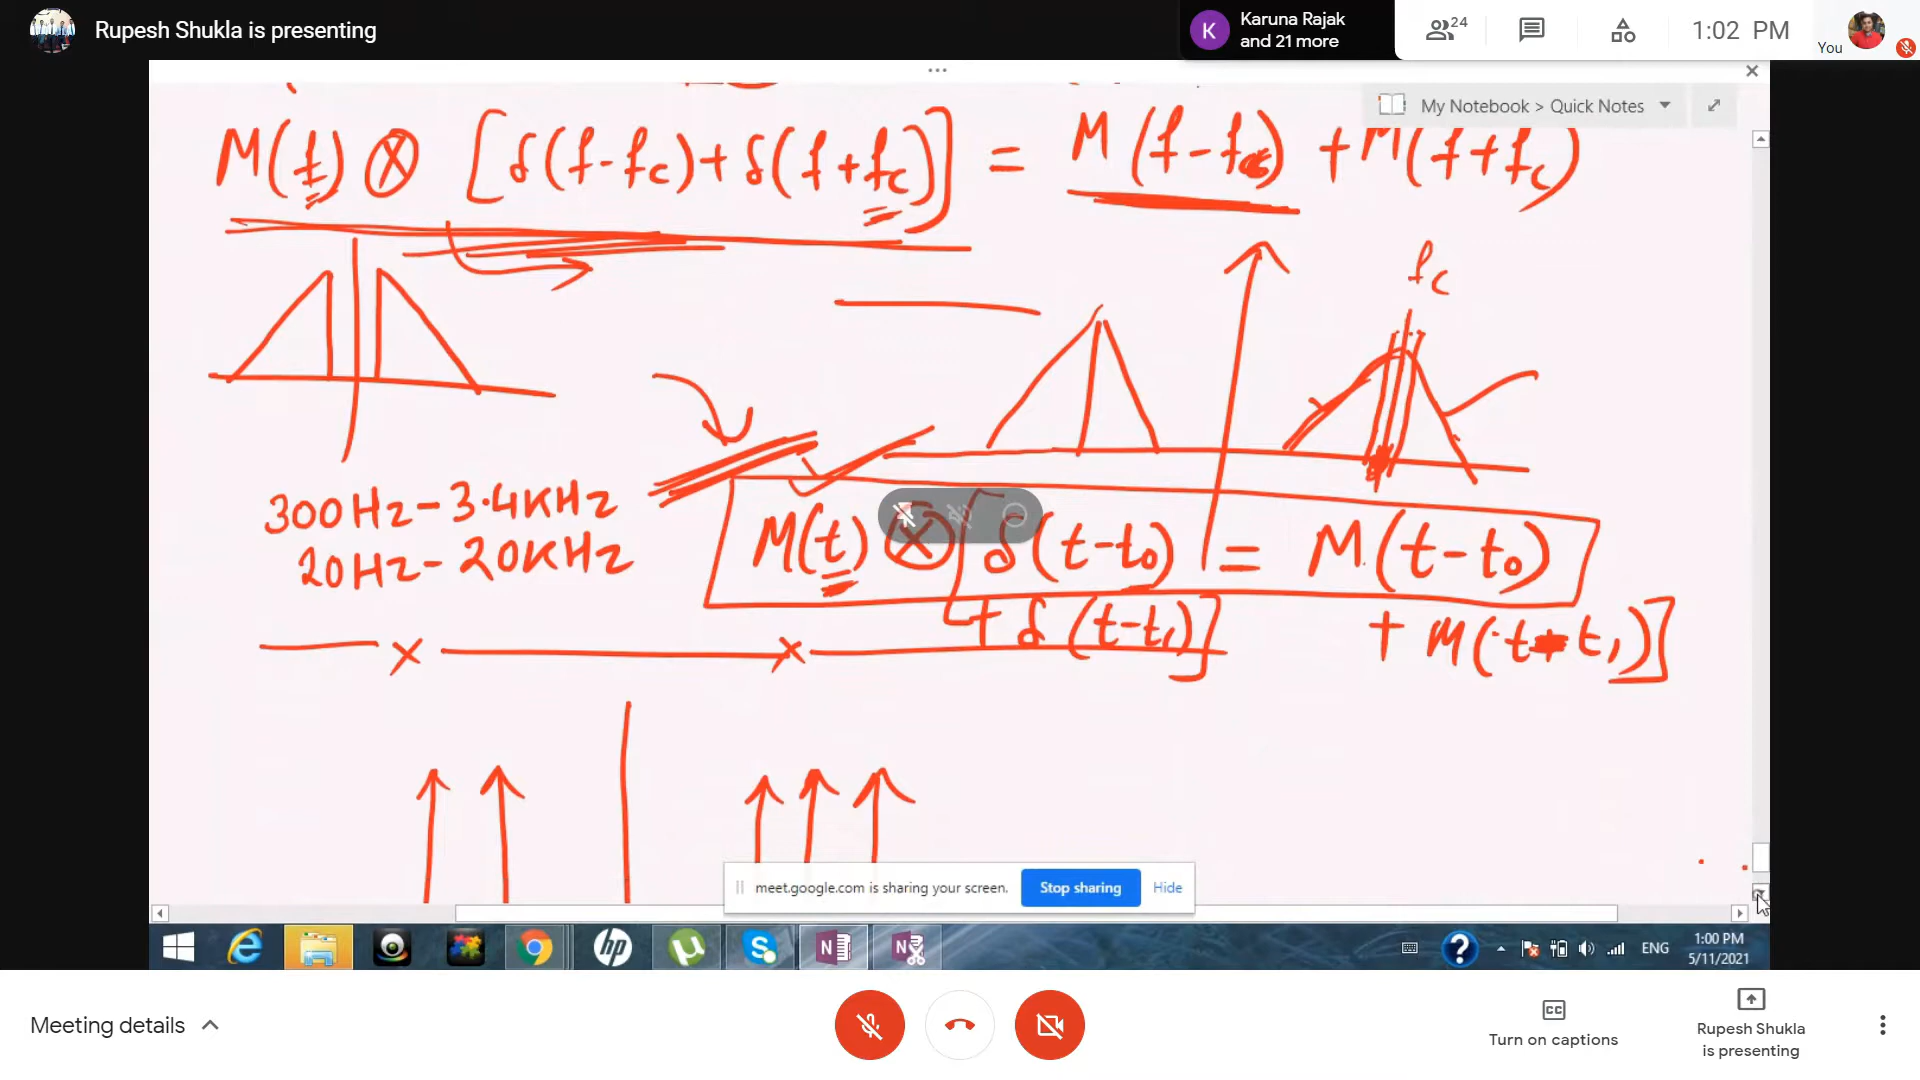 Rupesh Shukla is presenting
K
Karuna Rajak
and 21 more
24
1:02 PM
You
My Notebook > Quick Notes
M(f) ⊗ [δ(f-fc)+δ(f+fc)] = M(f-fc) + M(f+fc)
fc
300Hz-3.4KHz
20Hz-20KHz
M(t) ⊗ [δ(t-t₀) = M(t-t₀)
+ δ(t-t₁)] + M(t-t₁)]
meet.google.com is sharing your screen.
Stop sharing
Hide
ENG
1:00 PM
5/11/2021
Meeting details
Turn on captions
Rupesh Shukla
is presenting